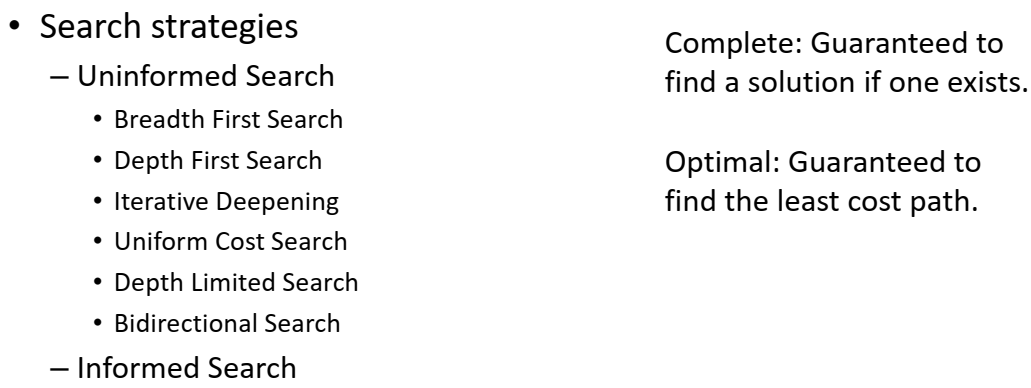 • Search strategies
– Uninformed Search
• Breadth First Search
• Depth First Search
• Iterative Deepening
• Uniform Cost Search
• Depth Limited Search
• Bidirectional Search
– Informed Search
Complete: Guaranteed to
find a solution if one exists.
Optimal: Guaranteed to
find the least cost path.